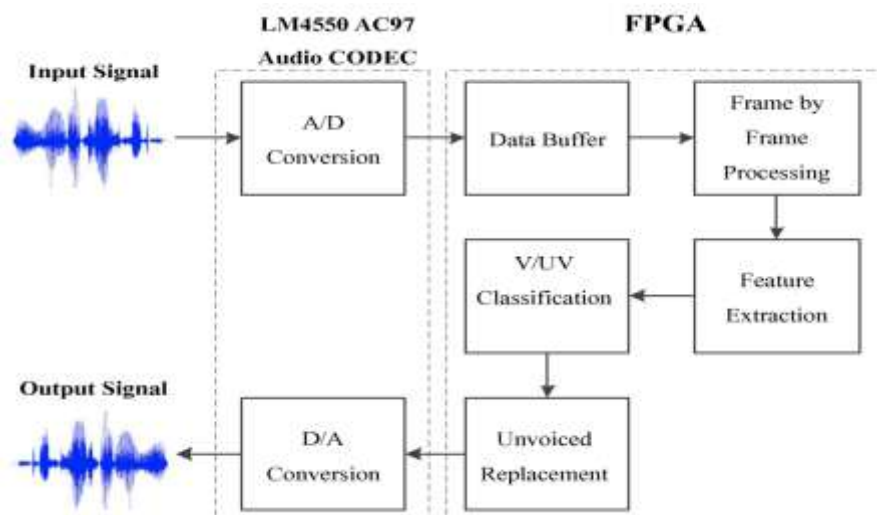 LM4550 AC97
Audio CODEC
FPGA
Input Signal
A/D
Conversion
Data Buffer
Frame by
Frame
Processing
V/UV
Classification
Feature
Extraction
Output Signal
D/A
Conversion
Unvoiced
Replacement